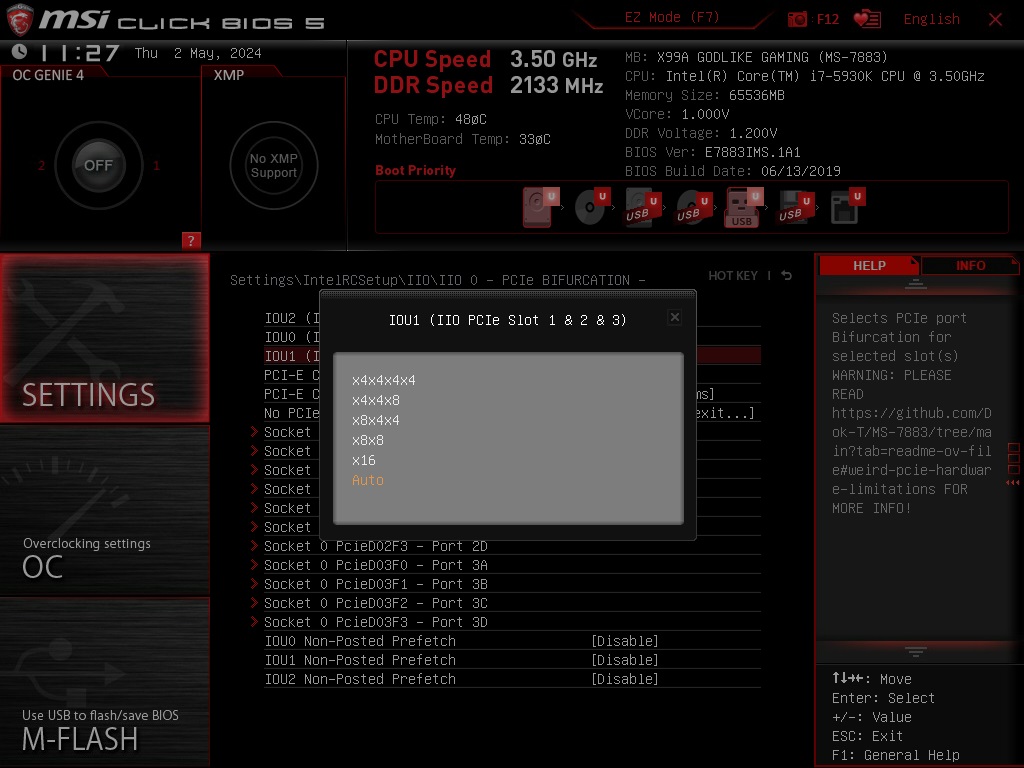 msi CLICK BIOS 5
EZ Mode (F7)
F12
English
11:27 Thu 2 May, 2024
OC GENIE 4
XMP
2
OFF
1
No XMP
Support
?
CPU Speed 3.50 GHz
DDR Speed 2133 MHz
CPU Temp: 48øC
MotherBoard Temp: 33øC
MB: X99A GODLIKE GAMING (MS-7883)
CPU: Intel(R) Core(TM) i7-5930K CPU @ 3.50GHz
Memory Size: 65536MB
VCore: 1.000V
DDR Voltage: 1.200V
BIOS Ver: E7883IMS.1A1
BIOS Build Date: 06/13/2019
Boot Priority
U
U
USB U
USB U
USB U
USB U
U
SETTINGS
Overclocking settings
OC
Use USB to flash/save BIOS
M-FLASH
Settings\IntelRCSetup\IIO\IIO 0 - PCIe BIFURCATION -
HOT KEY
IOU2 (I
IOU0 (I
IOU1 (I
PCI-E C
PCI-E C ms]
No PCIe exit...]
Socket
Socket
Socket
Socket
Socket
Socket
Socket 0 PcieD02F3 - Port 2D
Socket 0 PcieD03F0 - Port 3A
Socket 0 PcieD03F1 - Port 3B
Socket 0 PcieD03F2 - Port 3C
Socket 0 PcieD03F3 - Port 3D
IOU0 Non-Posted Prefetch [Disable]
IOU1 Non-Posted Prefetch [Disable]
IOU2 Non-Posted Prefetch [Disable]
IOU1 (IIO PCIe Slot 1 & 2 & 3)
x4x4x4x4
x4x4x8
x8x4x4
x8x8
x16
Auto
HELP
INFO
Selects PCIe port
Bifurcation for
selected slot(s)
WARNING: PLEASE
READ
https://github.com/D
ok-T/MS-7883/tree/ma
in?tab=readme-ov-fil
e#weird-pcie-hardwar
e-limitations FOR
MORE INFO!
↑↓→←: Move
Enter: Select
+/-: Value
ESC: Exit
F1: General Help